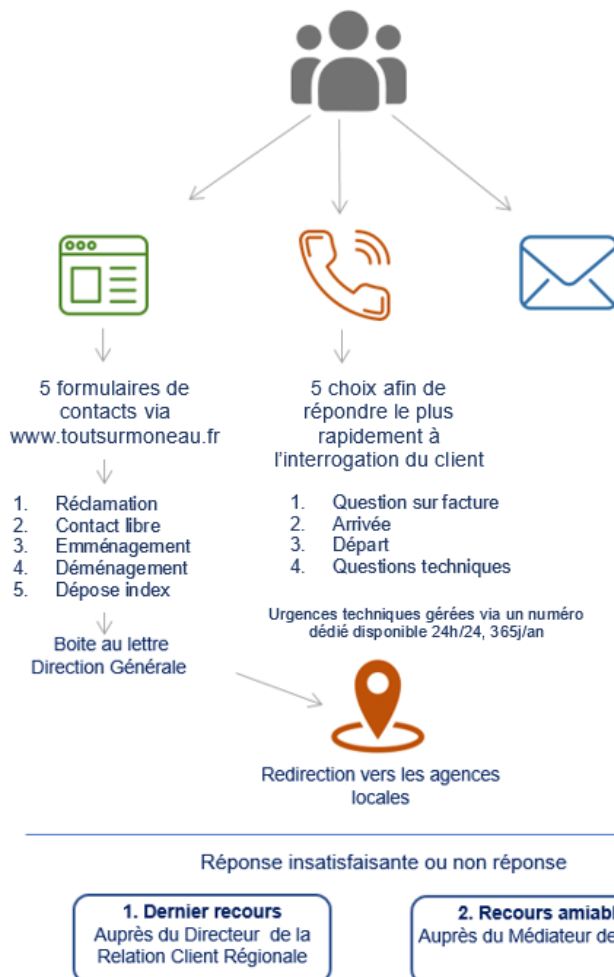 5 formulaires de
contacts via
www.toutsurmoneau.fr
1. Réclamation
2. Contact libre
3. Emménagement
4. Déménagement
5. Dépose index
Boite au lettre
Direction Générale
5 choix afin de
répondre le plus
rapidement à
l'interrogation du client
1. Question sur facture
2. Arrivée
3. Départ
4. Questions techniques
Urgences techniques gérées via un numéro
dédié disponible 24h/24, 365j/an
Redirection vers les agences
locales
Réponse insatisfaisante ou non réponse
1. Dernier recours
Auprès du Directeur de la
Relation Client Régionale
2. Recours amiabl
Auprès du Médiateur de